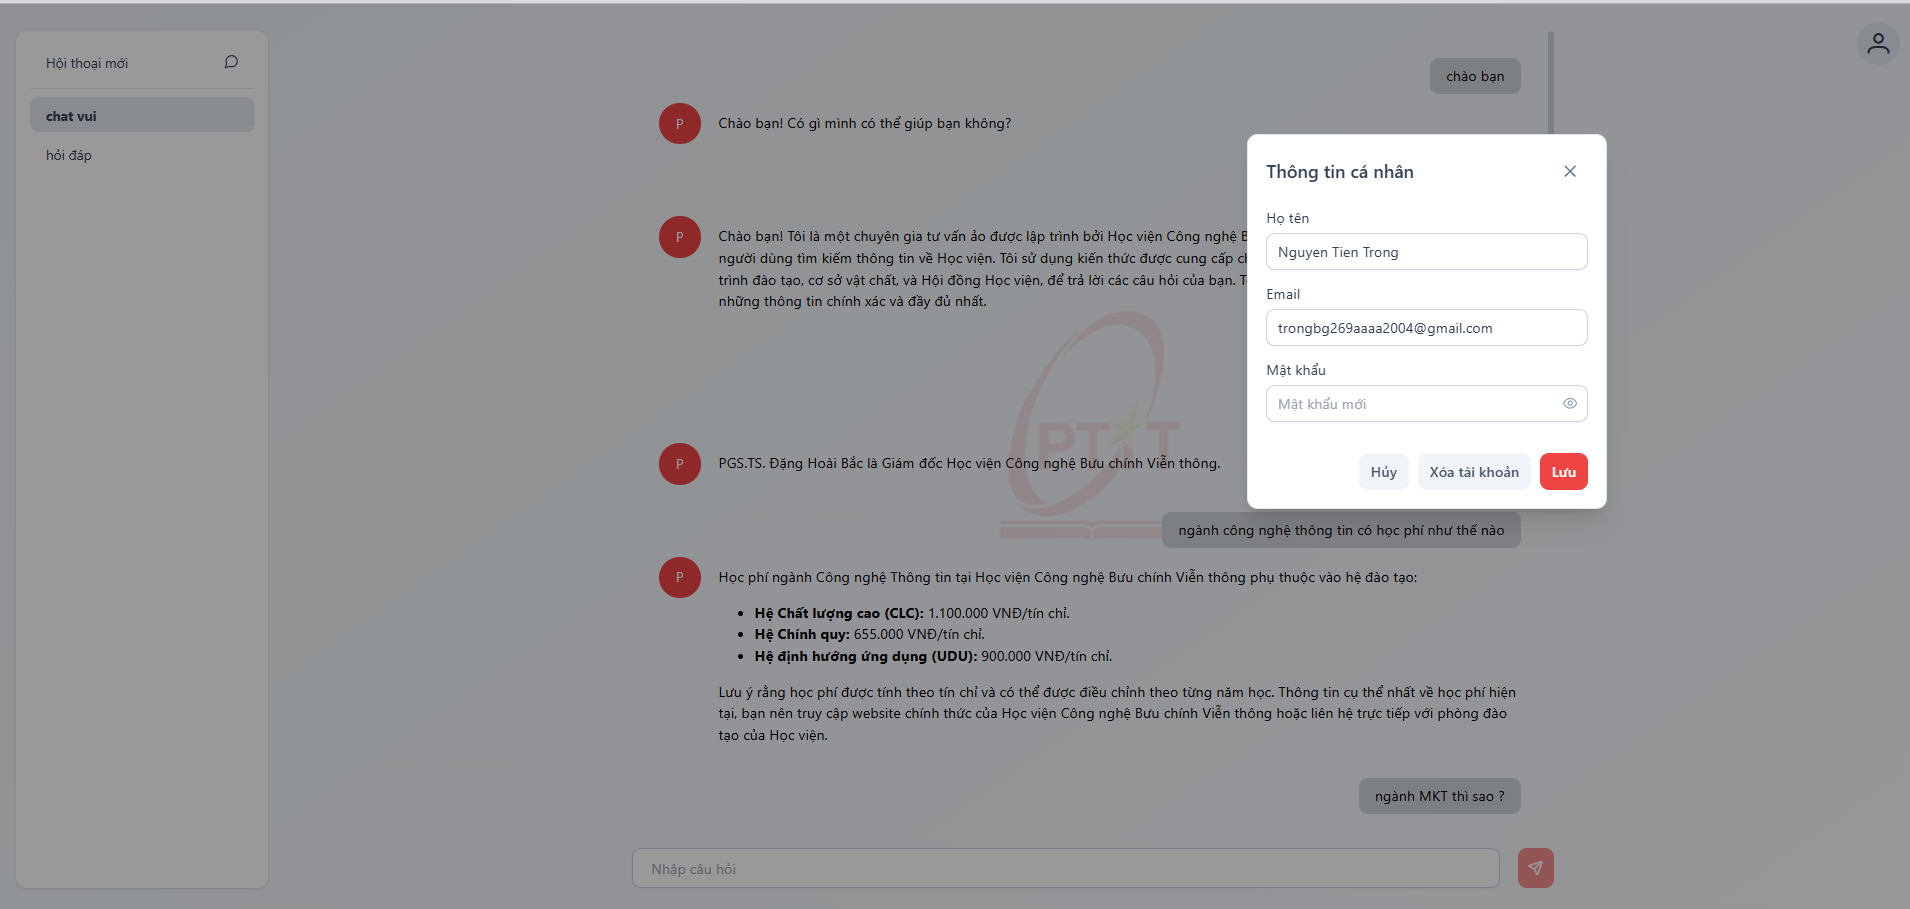 Hội thoại mới
chat vui
hỏi đáp
chào bạn
P
Chào bạn! Có gì mình có thể giúp bạn không?
P
Chào bạn! Tôi là một chuyên gia tư vấn ảo được lập trình bởi Học viện Công nghệ
người dùng tìm kiếm thông tin về Học viện. Tôi sử dụng kiến thức được cung cấp
trình đào tạo, cơ sở vật chất, và Hội đồng Học viện, để trả lời các câu hỏi của bạn.
những thông tin chính xác và đầy đủ nhất.
PTIT
P
PGS.TS. Đặng Hoài Bắc là Giám đốc Học viện Công nghệ Bưu chính Viễn thông.
ngành công nghệ thông tin có học phí như thế nào
P
Học phí ngành Công nghệ Thông tin tại Học viện Công nghệ Bưu chính Viễn thông phụ thuộc vào hệ đào tạo:
• Hệ Chất lượng cao (CLC): 1.100.000 VNĐ/tín chỉ.
• Hệ Chính quy: 655.000 VNĐ/tín chỉ.
• Hệ định hướng ứng dụng (UDU): 900.000 VNĐ/tín chỉ.
Lưu ý rằng học phí được tính theo tín chỉ và có thể được điều chỉnh theo từng năm học. Thông tin cụ thể nhất về học phí hiện
tại, bạn nên truy cập website chính thức của Học viện Công nghệ Bưu chính Viễn thông hoặc liên hệ trực tiếp với phòng đào
tạo của Học viện.
ngành MKT thì sao ?
Nhập câu hỏi
Thông tin cá nhân
Họ tên
Nguyen Tien Trong
Email
trongbg269aaaa2004@gmail.com
Mật khẩu
Mật khẩu mới
Hủy
Xóa tài khoản
Lưu